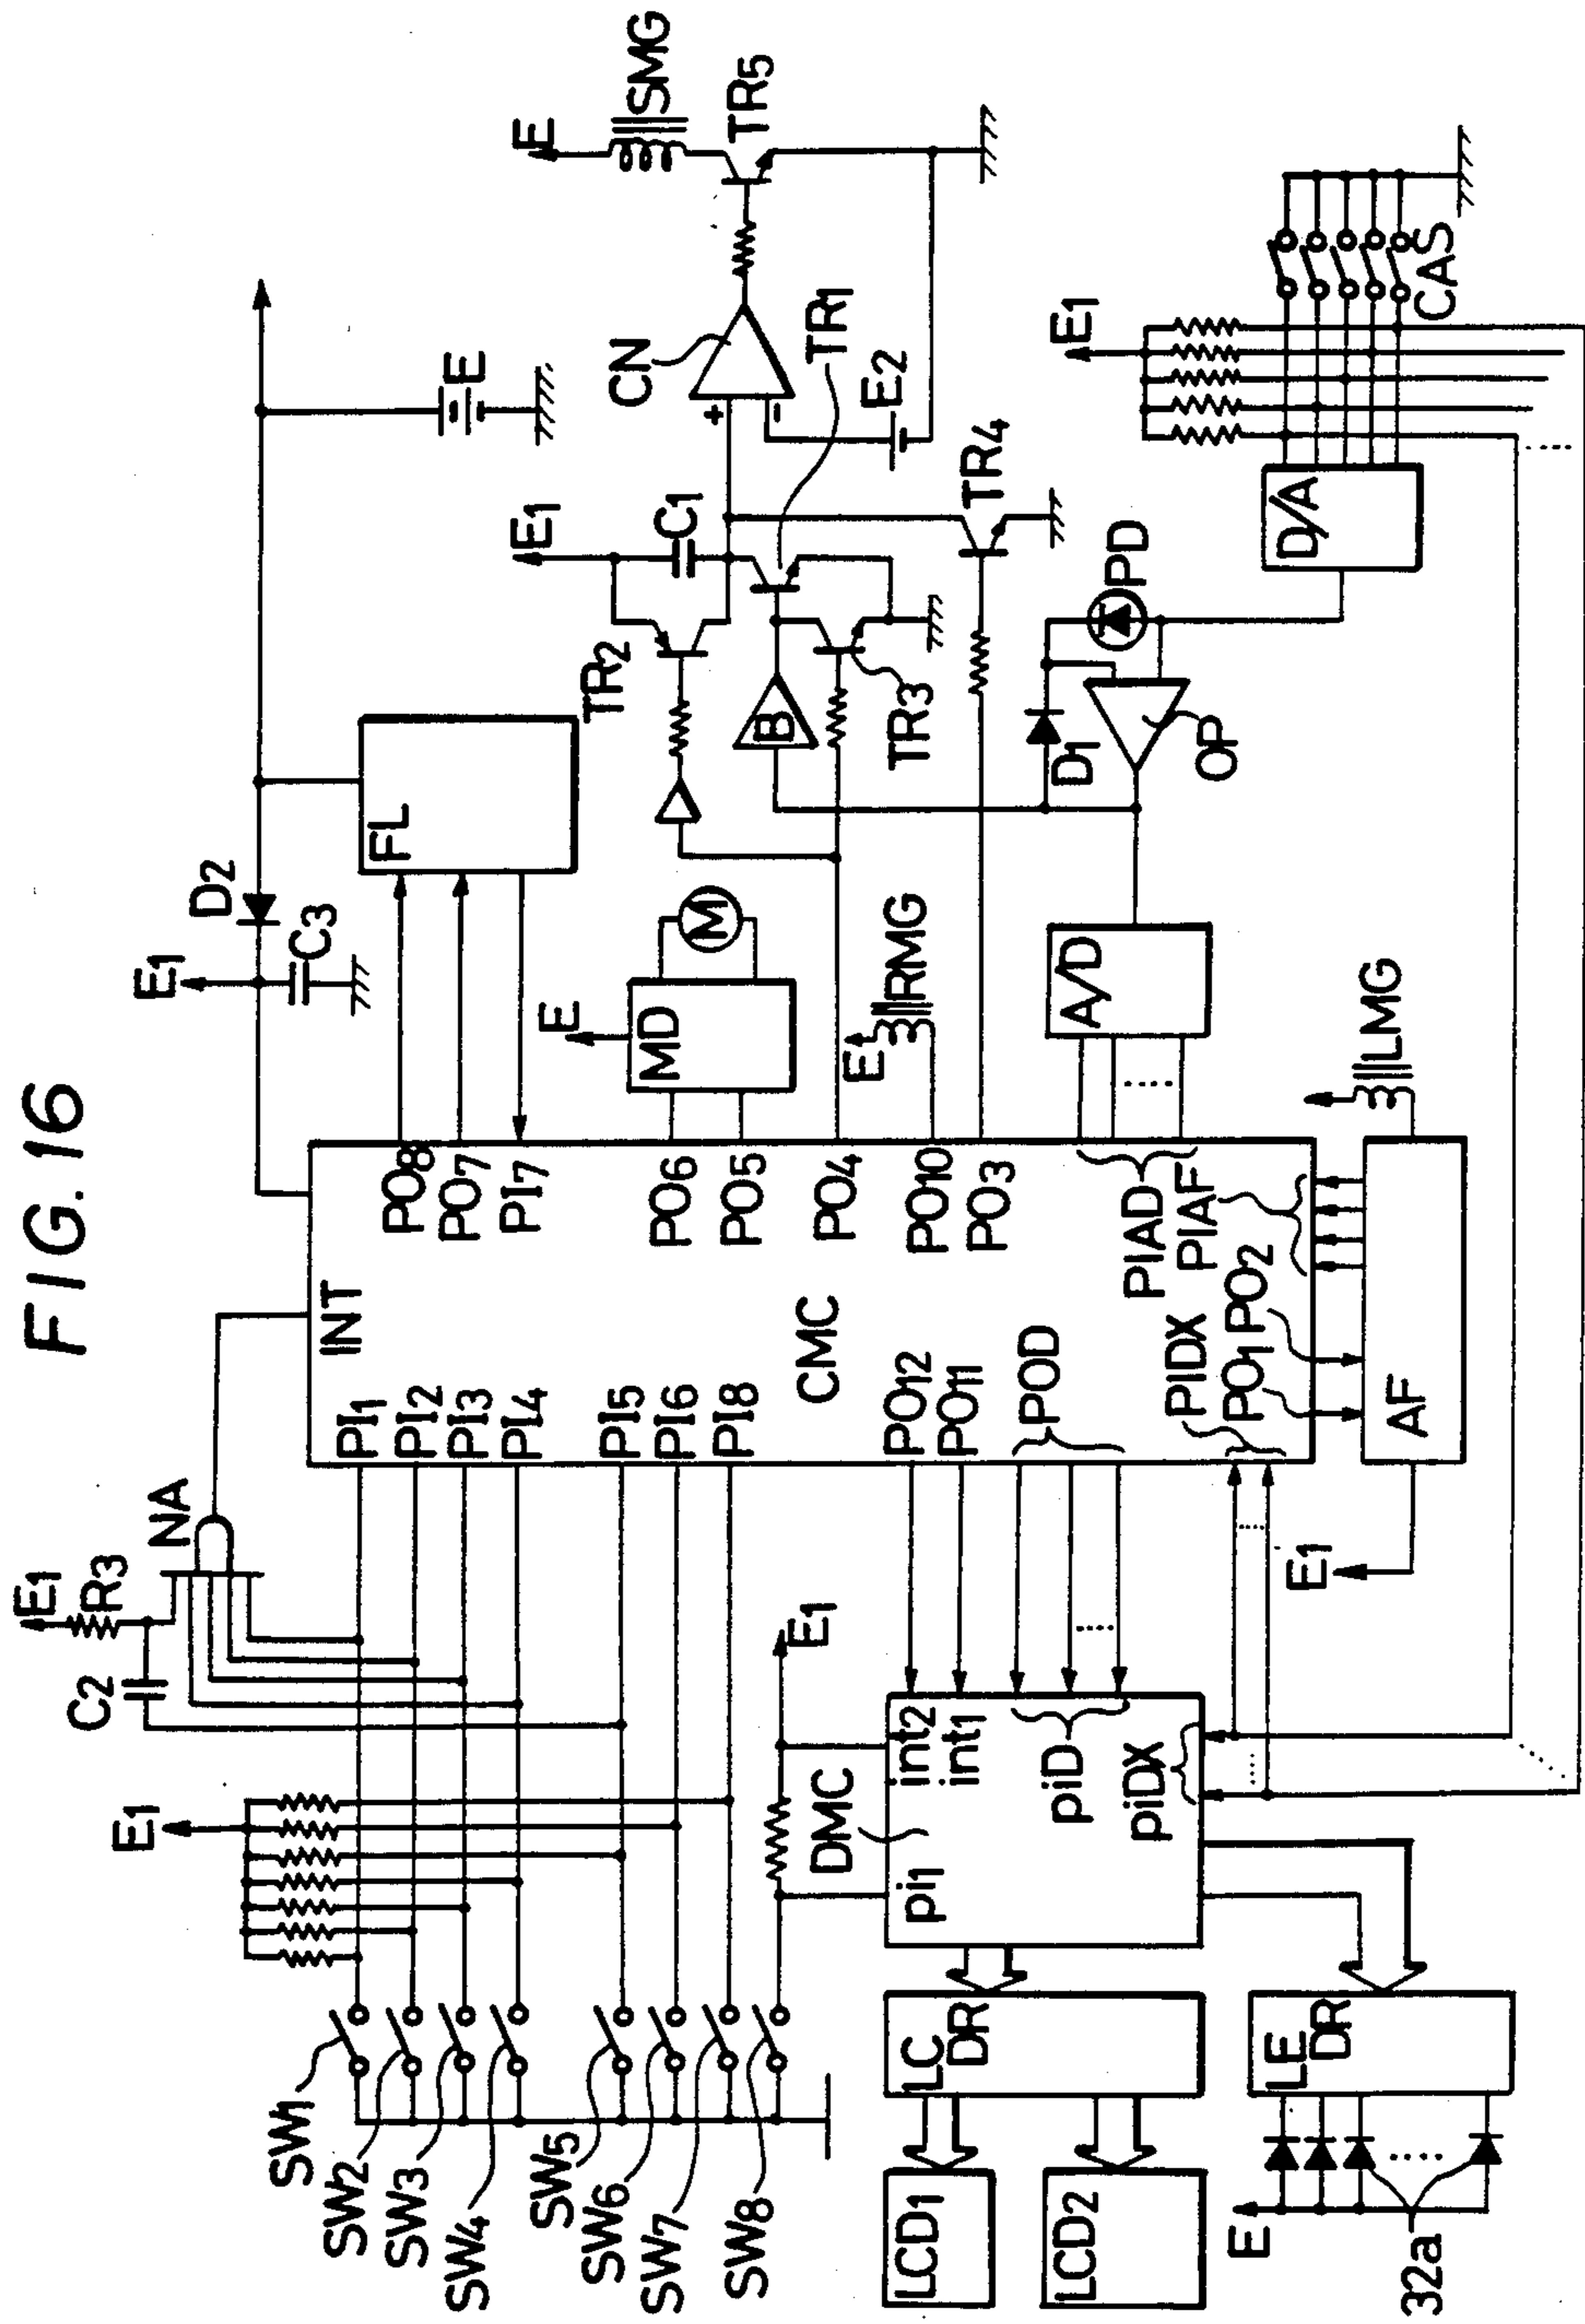 FIG. 16
E1
R3
NA
C2
E1
SW1
SW2
SW3
SW4
SW5
SW6
SW7
SW8
INT
PI1
PI2
PI3
PI4
PI5
PI6
PI8
CMC
PO8
PO7
PI7
PO6
PO5
PO4
PO10
PO3
PIAD
PIAF
PO12
PO11
POD
PIDX
PO1
PO2
E1
D2
C3
FL
E
E
MD
M
E
RMG
TR2
E1
C1
B
TR3
TR1
CN
+
-
E2
TR4
E
SMG
TR5
D1
PD
OP
A/D
D/A
E1
CAS
LMG
AF
E1
E1
DMC
pi1
int2
int1
piD
piDX
LC
DR
LCD1
LCD2
LE
DR
E
32a